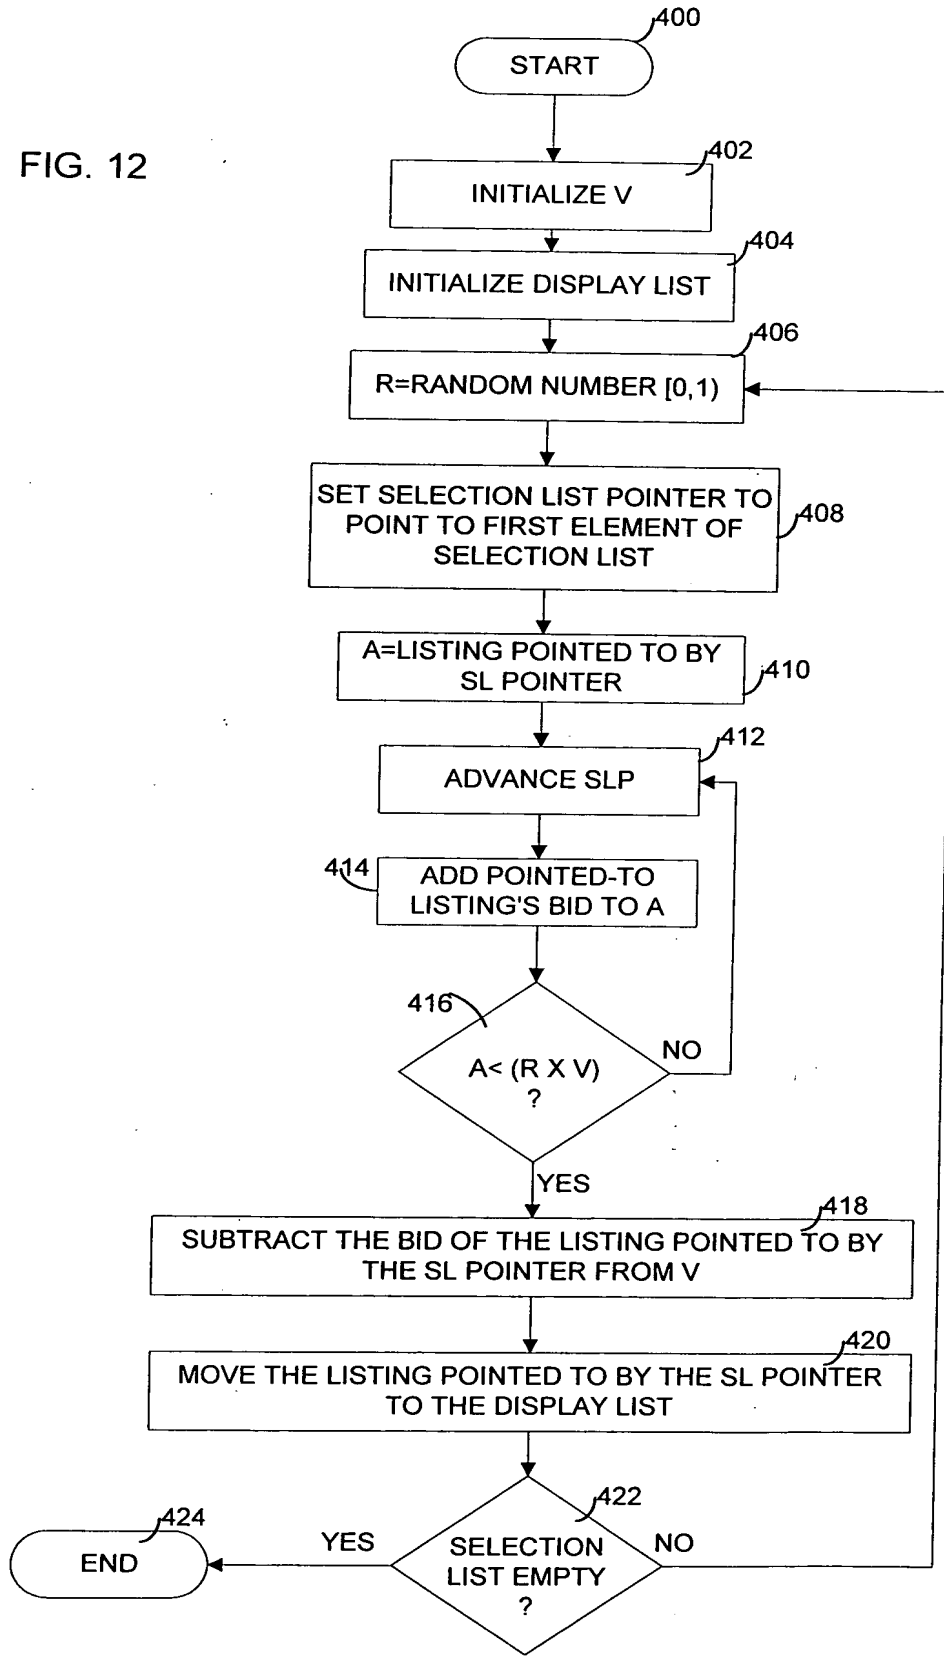 400
START
FIG. 12
402
INITIALIZE V
404
INITIALIZE DISPLAY LIST
406
R=RANDOM NUMBER [0,1)
SET SELECTION LIST POINTER TO
POINT TO FIRST ELEMENT OF
SELECTION LIST
408
A=LISTING POINTED TO BY
SL POINTER
410
412
ADVANCE SLP
414
ADD POINTED-TO
LISTING'S BID TO A
416
A< (R X V)
?
NO
YES
418
SUBTRACT THE BID OF THE LISTING POINTED TO BY
THE SL POINTER FROM V
420
MOVE THE LISTING POINTED TO BY THE SL POINTER
TO THE DISPLAY LIST
422
SELECTION
LIST EMPTY
?
NO
YES
424
END